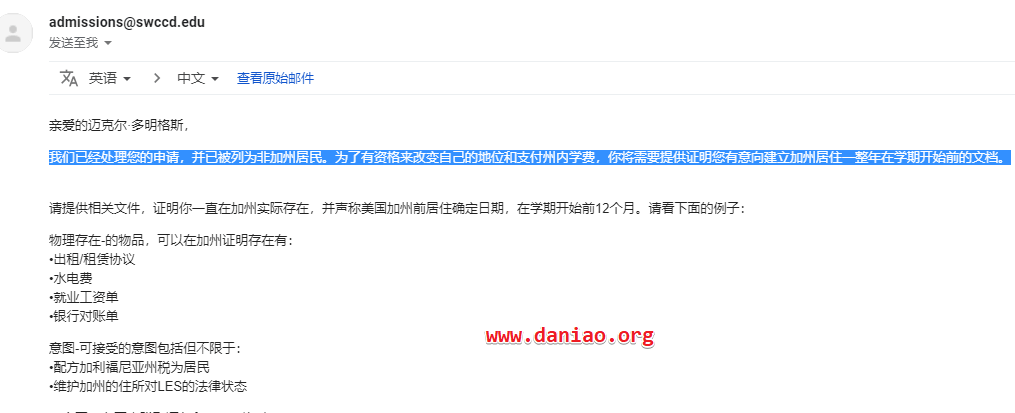 admissions@swccd.edu
发送至我
英语 中文 查看原始邮件
亲爱的迈克尔·多明格斯，
我们已经处理您的申请，并已被列为非加州居民。为了有资格来改变自己的地位和支付州内学费，你将需要提供证明您有意向建立加州居住一整年在学期开始前的文档。
请提供相关文件，证明你一直在加州实际存在，并声称美国加州前居住确定日期，在学期开始前12个月。请看下面的例子：
物理存在-的物品，可以在加州证明存在有：
•出租/租赁协议
•水电费
•就业工资单
•银行对账单
www.daniao.org
意图-可接受的意图包括但不限于：
•配方加利福尼亚州税为居民
•维护加州的住所对LES的法律状态